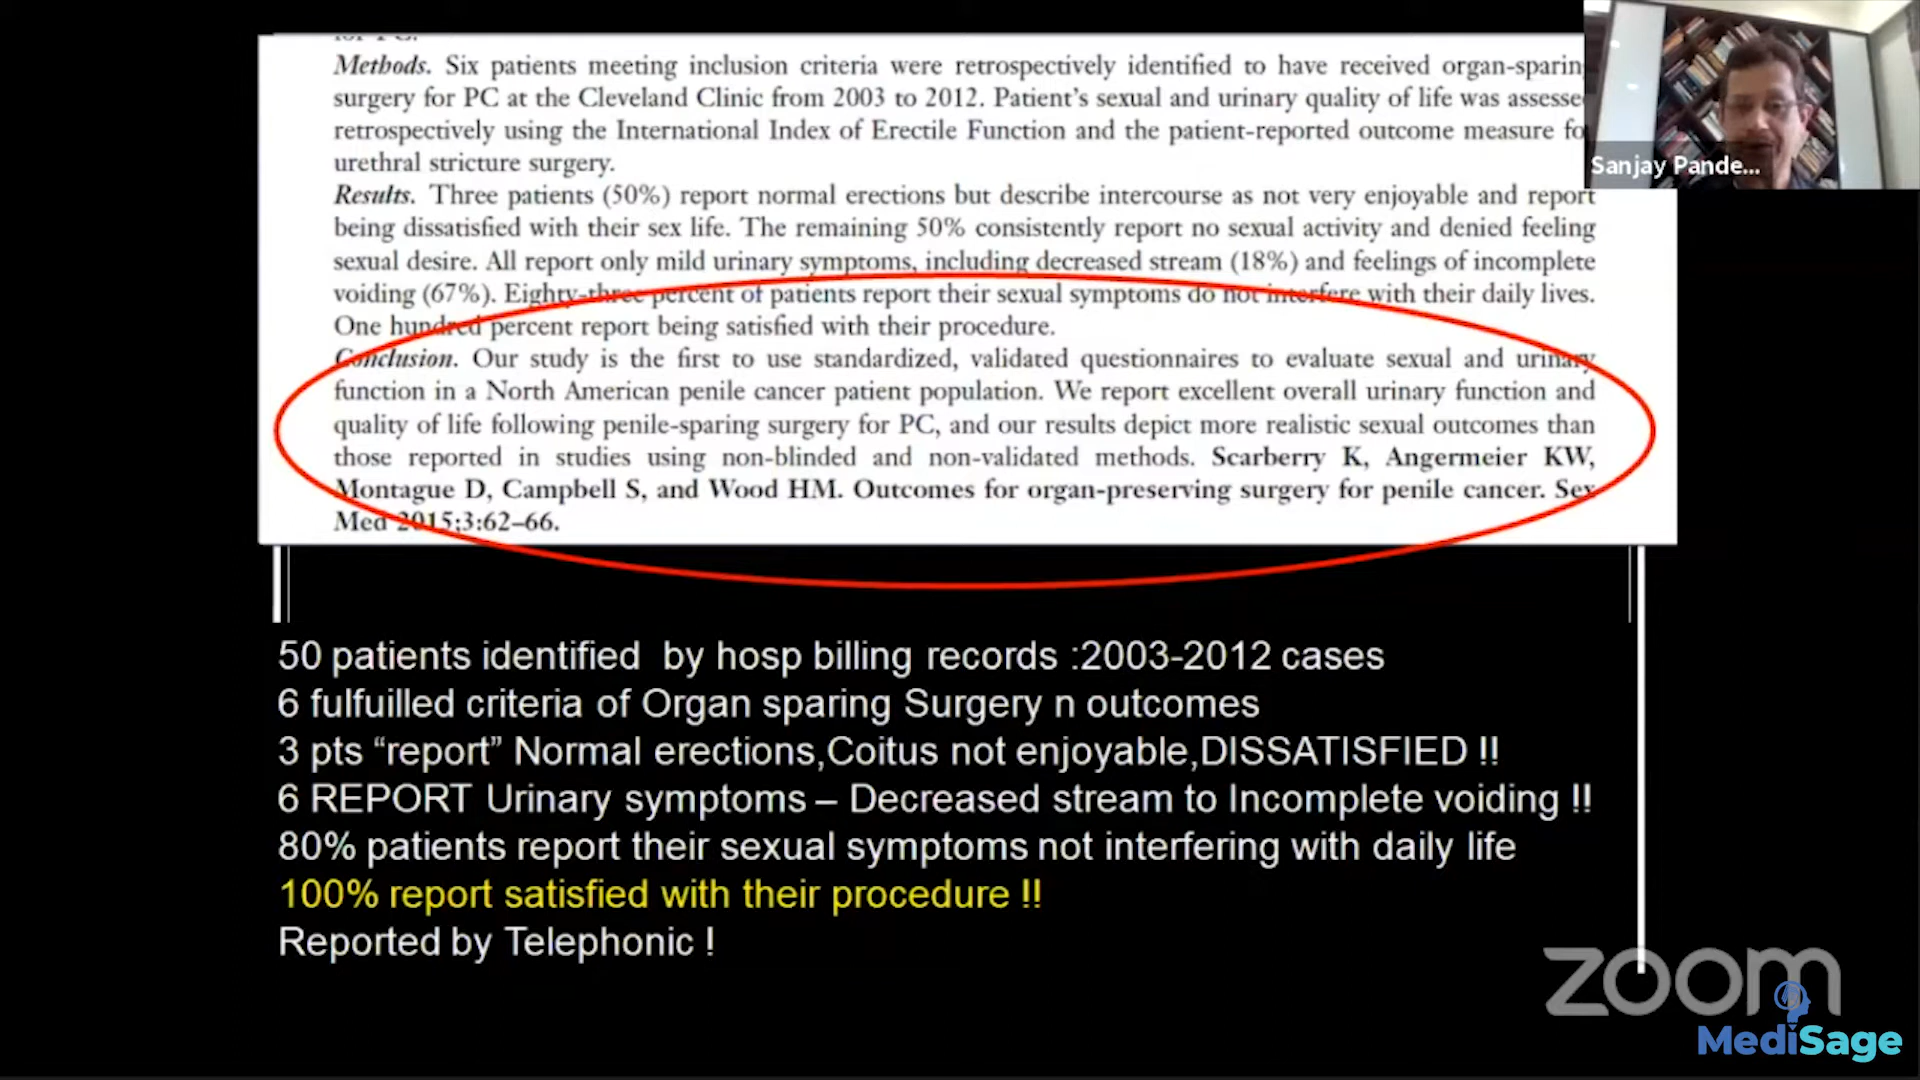 for PC.
Methods. Six patients meeting inclusion criteria were retrospectively identified to have received organ-sparin
surgery for PC at the Cleveland Clinic from 2003 to 2012. Patient's sexual and urinary quality of life was assesse
retrospectively using the International Index of Erectile Function and the patient-reported outcome measure fo
urethral stricture surgery.
Results. Three patients (50%) report normal erections but describe intercourse as not very enjoyable and report
being dissatisfied with their sex life. The remaining 50% consistently report no sexual activity and denied feeling
sexual desire. All report only mild urinary symptoms, including decreased stream (18%) and feelings of incomplete
voiding (67%). Eighty-three percent of patients report their sexual symptoms do not interfere with their daily lives.
One hundred percent report being satisfied with their procedure.
Conclusion. Our study is the first to use standardized, validated questionnaires to evaluate sexual and urinary
function in a North American penile cancer patient population. We report excellent overall urinary function and
quality of life following penile-sparing surgery for PC, and our results depict more realistic sexual outcomes than
those reported in studies using non-blinded and non-validated methods. Scarberry K, Angermeier KW,
Montague D, Campbell S, and Wood HM. Outcomes for organ-preserving surgery for penile cancer. Sex
Med 2015;3:62–66.
Sanjay Pande...
50 patients identified by hosp billing records :2003-2012 cases
6 fulfuilled criteria of Organ sparing Surgery n outcomes
3 pts “report” Normal erections,Coitus not enjoyable,DISSATISFIED !!
6 REPORT Urinary symptoms – Decreased stream to Incomplete voiding !!
80% patients report their sexual symptoms not interfering with daily life
100% report satisfied with their procedure !!
Reported by Telephonic !
zoom
MediSage